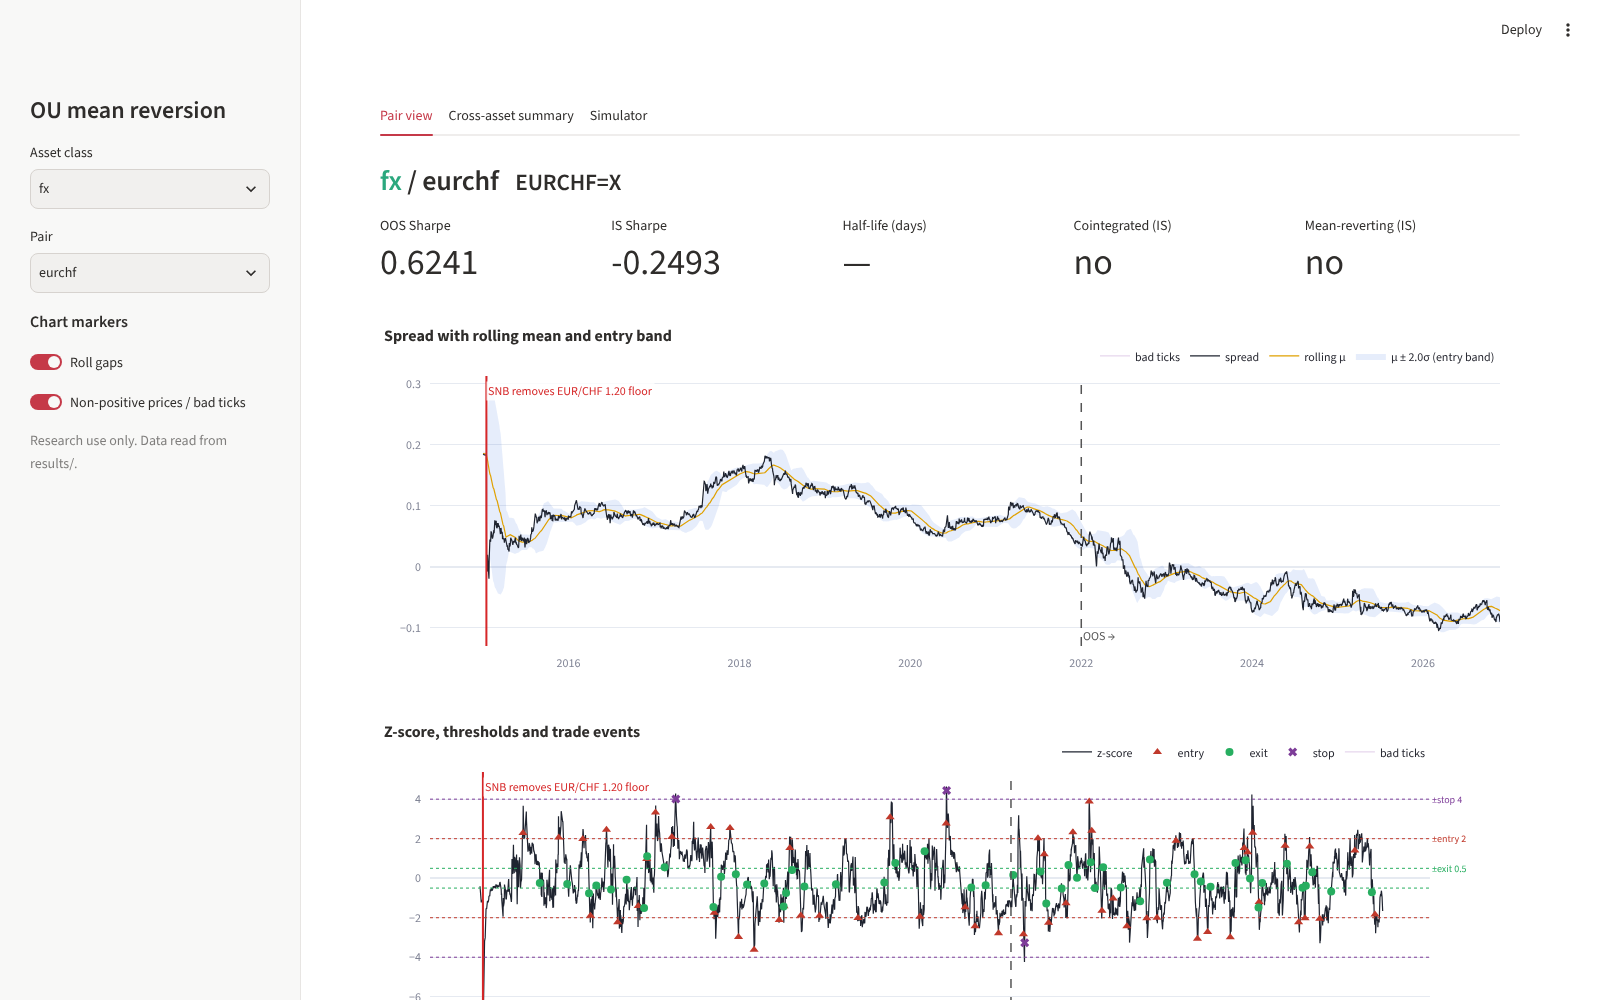 Deploy
OU mean reversion
Asset class
fx
Pair
eurchf
Chart markers
Roll gaps
Non-positive prices / bad ticks
Research use only. Data read from
results/.
Pair view Cross-asset summary Simulator
fx / eurchf EURCHF=X
OOS Sharpe IS Sharpe Half-life (days) Cointegrated (IS) Mean-reverting (IS)
0.6241 -0.2493 — no no
Spread with rolling mean and entry band
bad ticks spread rolling μ μ ± 2.0σ (entry band)
SNB removes EUR/CHF 1.20 floor
0.3
0.2
0.1
0
−0.1
OOS →
2016 2018 2020 2022 2024 2026
Z-score, thresholds and trade events
z-score entry exit stop bad ticks
SNB removes EUR/CHF 1.20 floor
4 ±stop 4
2 ±entry 2
±exit 0.5
0
−2
−4
−6